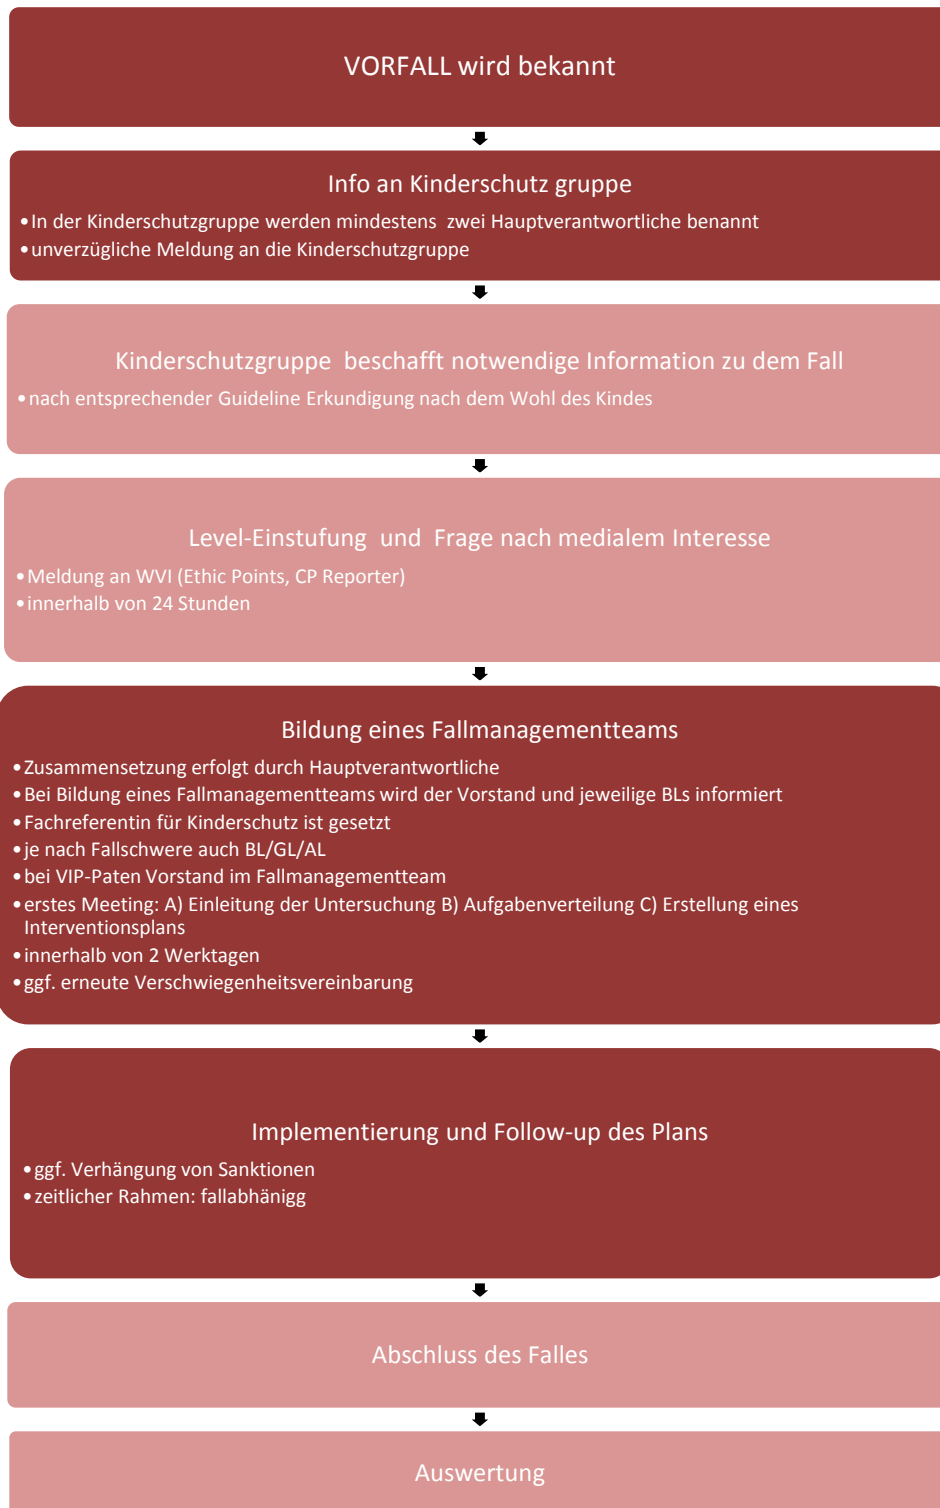 VORFALL wird bekannt
Info an Kinderschutz gruppe
•In der Kinderschutzgruppe werden mindestens zwei Hauptverantwortliche benannt
•unverzügliche Meldung an die Kinderschutzgruppe
Kinderschutzgruppe beschafft notwendige Information zu dem Fall
•nach entsprechender Guideline Erkundigung nach dem Wohl des Kindes
Level-Einstufung und Frage nach medialem Interesse
•Meldung an WVI (Ethic Points, CP Reporter)
•innerhalb von 24 Stunden
Bildung eines Fallmanagementteams
•Zusammensetzung erfolgt durch Hauptverantwortliche
•Bei Bildung eines Fallmanagementteams wird der Vorstand und jeweilige BLs informiert
•Fachreferentin für Kinderschutz ist gesetzt
•je nach Fallschwere auch BL/GL/AL
•bei VIP-Paten Vorstand im Fallmanagementteam
•erstes Meeting: A) Einleitung der Untersuchung B) Aufgabenverteilung C) Erstellung eines
Interventionsplans
•innerhalb von 2 Werktagen
•ggf. erneute Verschwiegenheitsvereinbarung
Implementierung und Follow-up des Plans
•ggf. Verhängung von Sanktionen
•zeitlicher Rahmen: fallabhänigg
Abschluss des Falles
Auswertung